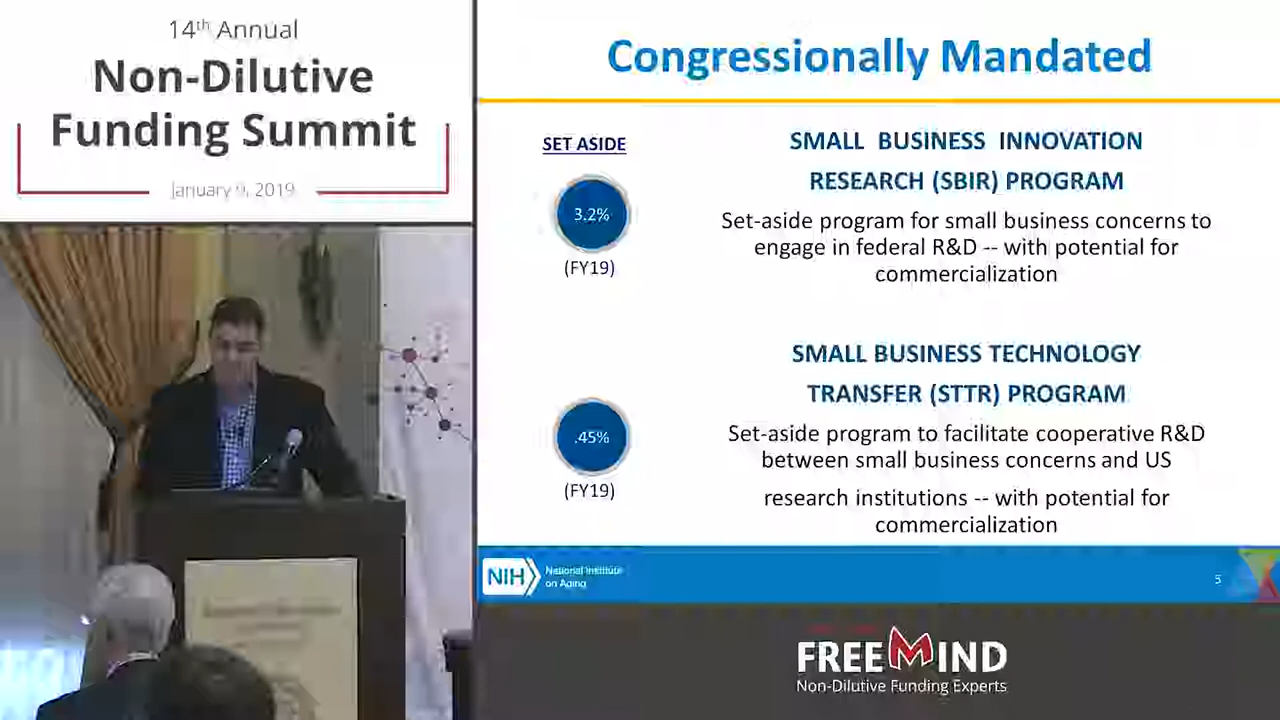 14th Annual
Non-Dilutive
Funding Summit
January 9, 2019
Congressionally Mandated
SET ASIDE
3.2%
(FY19)
SMALL BUSINESS INNOVATION
RESEARCH (SBIR) PROGRAM
Set-aside program for small business concerns to
engage in federal R&D -- with potential for
commercialization
.45%
(FY19)
SMALL BUSINESS TECHNOLOGY
TRANSFER (STTR) PROGRAM
Set-aside program to facilitate cooperative R&D
between small business concerns and US
research institutions -- with potential for
commercialization
NIH
National Institute
on Aging
5
FREEMIND
Non-Dilutive Funding Experts